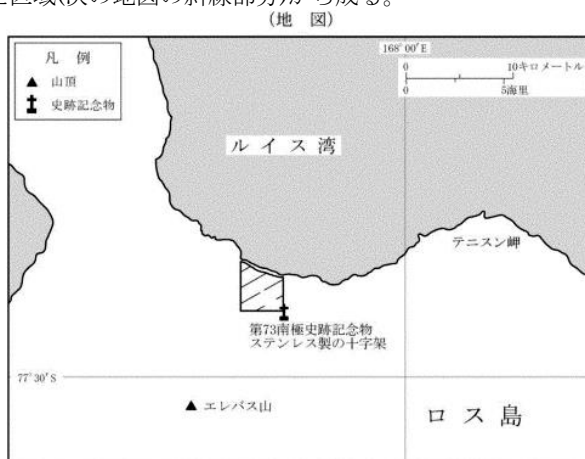 区域(次の地図の斜線部分)から成る。
(地 図)
凡 例
▲ 山頂
史跡記念物
168°00′E
0 10キロメートル
0 5海里
ルイス湾
テニスン岬
第73南極史跡記念物
ステンレス製の十字架
77°30′S
▲ エレバス山
ロス島